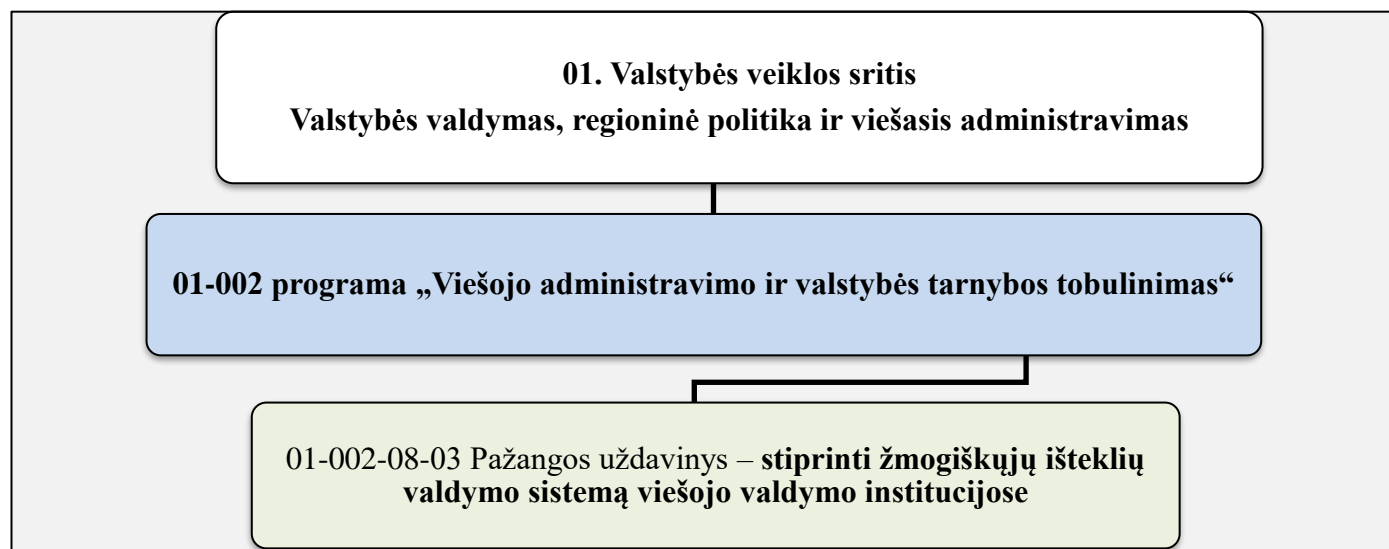 01. Valstybės veiklos sritis
Valstybės valdymas, regioninė politika ir viešasis administravimas
01-002 programa „Viešojo administravimo ir valstybės tarnybos tobulinimas“
01-002-08-03 Pažangos uždavinys – stiprinti žmogiškųjų išteklių
valdymo sistemą viešojo valdymo institucijose